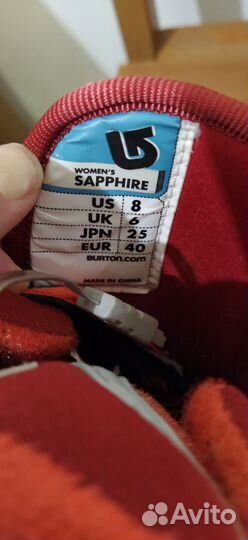 WOMEN'S
SAPPHIRE
US 8
UK 6
JPN 25
EUR 40
BURTON.COM
MADE IN CHINA
Avito